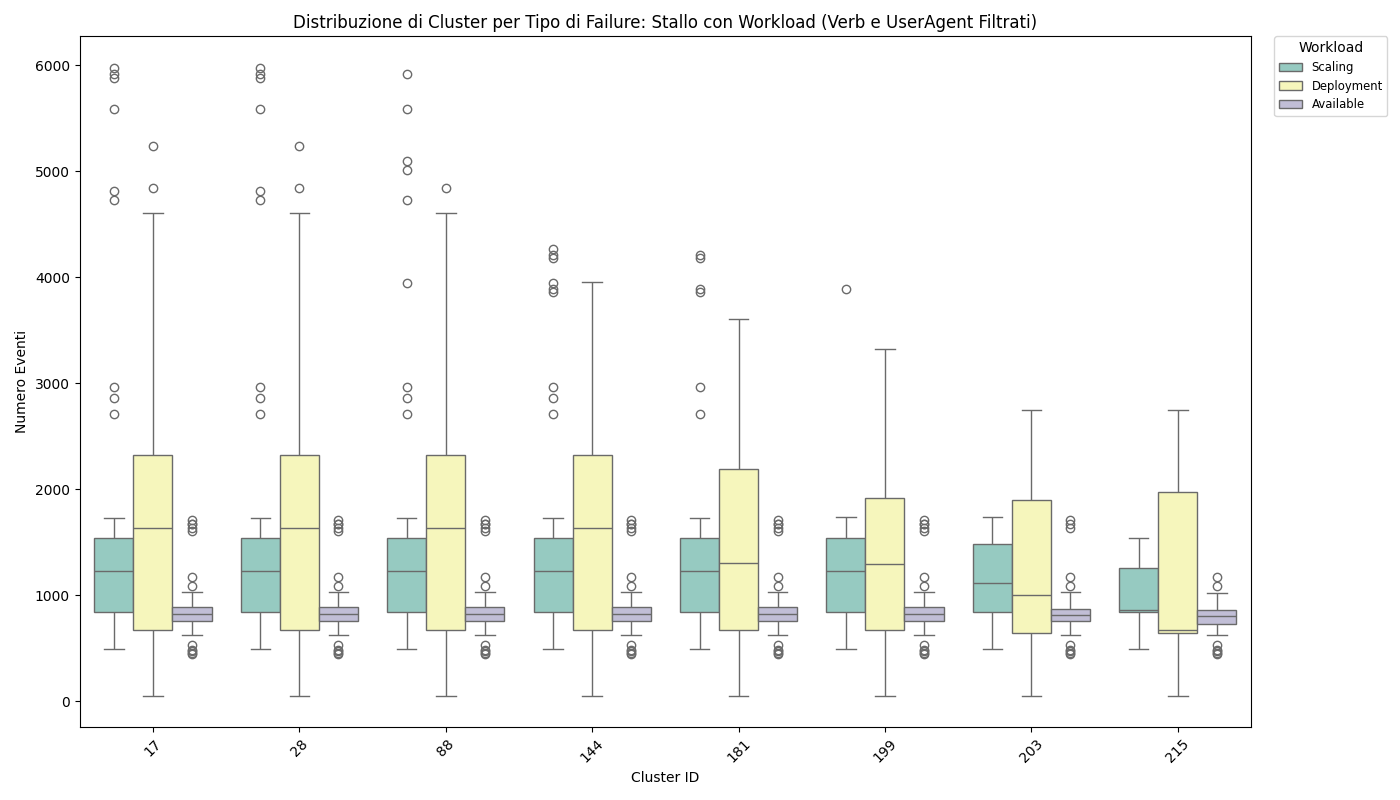 Distribuzione di Cluster per Tipo di Failure: Stallo con Workload (Verb e UserAgent Filtrati)
Workload
Scaling
Deployment
Available
Numero Eventi
6000
5000
4000
3000
2000
1000
0
17
28
88
144
181
199
203
215
Cluster ID